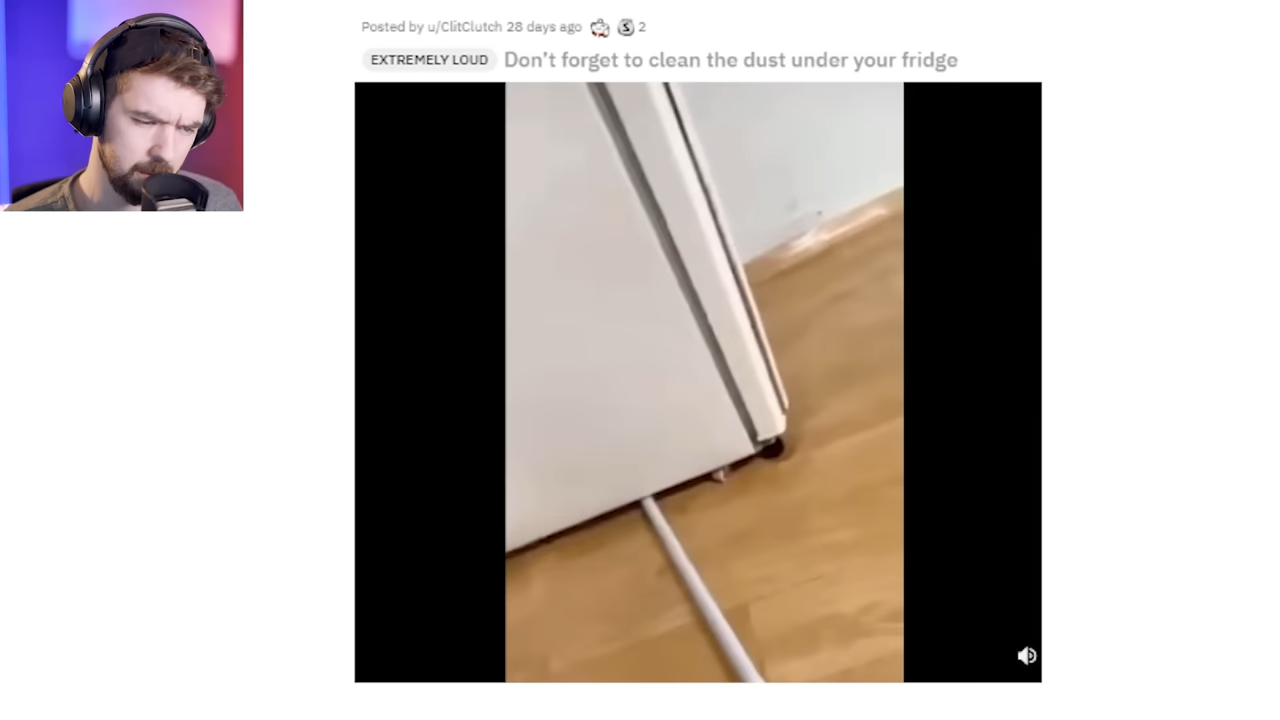 Posted by u/ClitClutch 28 days ago 2
EXTREMELY LOUD Don't forget to clean the dust under your fridge